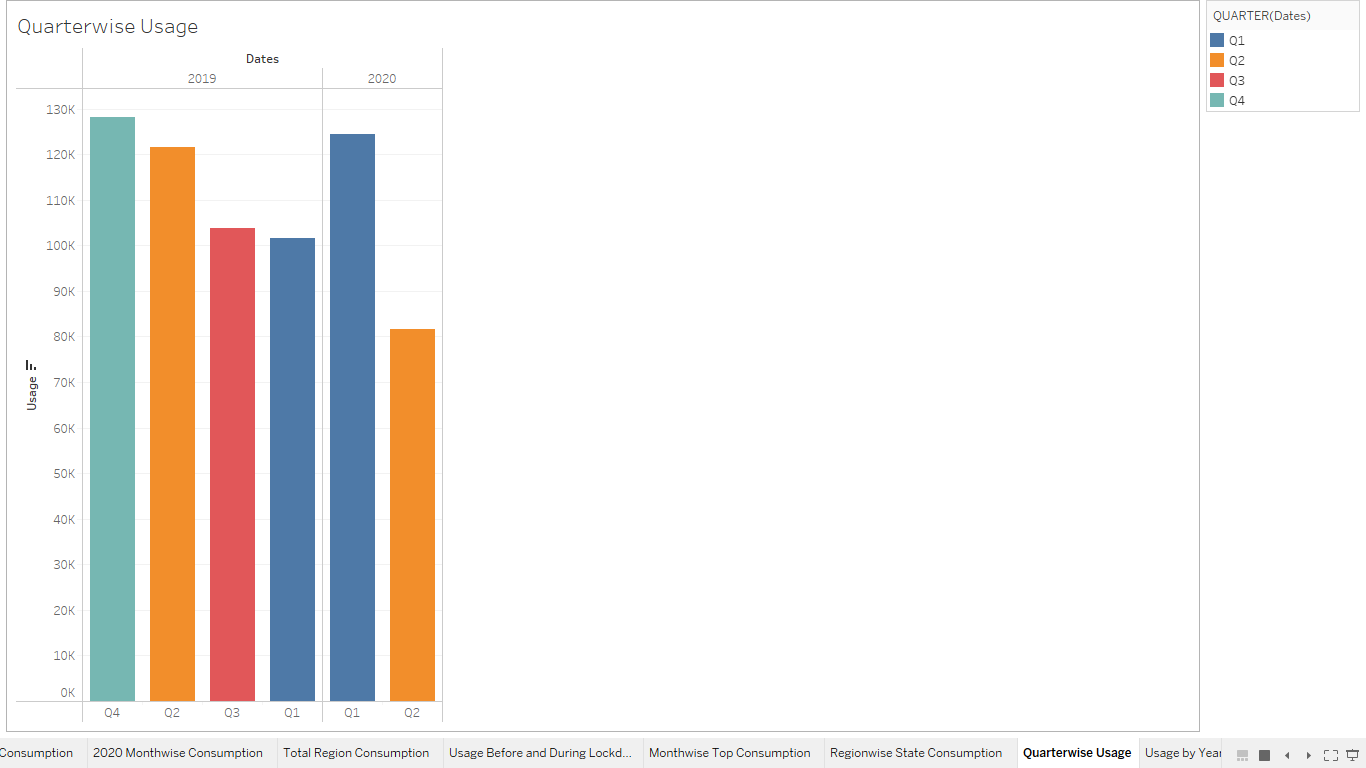 Quarterwise Usage
Dates
2019 2020
130K
120K
110K
100K
90K
80K
70K
60K
50K
40K
30K
20K
10K
0K
Usage
Q4 Q2 Q3 Q1 Q1 Q2
QUARTER(Dates)
Q1
Q2
Q3
Q4
Consumption 2020 Monthwise Consumption Total Region Consumption Usage Before and During Lockd... Monthwise Top Consumption Regionwise State Consumption Quarterwise Usage Usage by Year